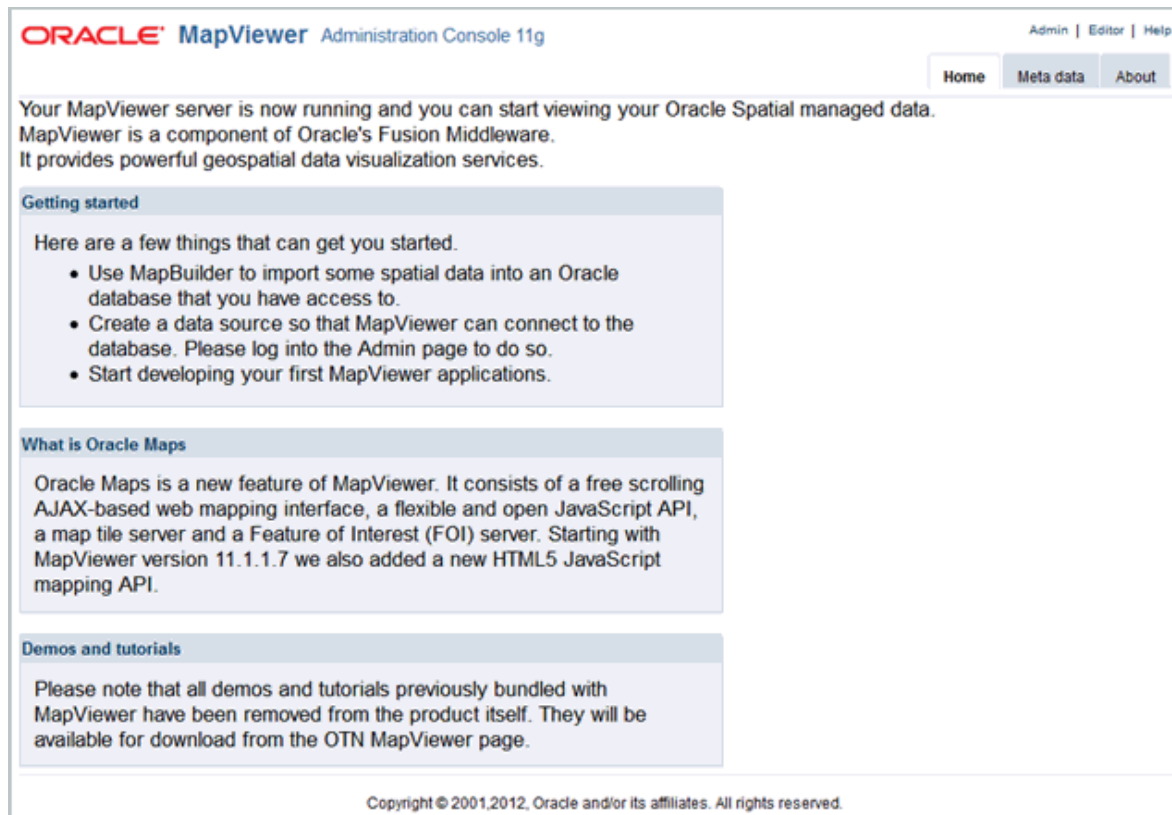 ORACLE MapViewer Administration Console 11g
Admin | Editor | Help
Home Meta data About
Your MapViewer server is now running and you can start viewing your Oracle Spatial managed data.
MapViewer is a component of Oracle's Fusion Middleware.
It provides powerful geospatial data visualization services.
Getting started
Here are a few things that can get you started.
• Use MapBuilder to import some spatial data into an Oracle
database that you have access to.
• Create a data source so that MapViewer can connect to the
database. Please log into the Admin page to do so.
• Start developing your first MapViewer applications.
What is Oracle Maps
Oracle Maps is a new feature of MapViewer. It consists of a free scrolling
AJAX-based web mapping interface, a flexible and open JavaScript API,
a map tile server and a Feature of Interest (FOI) server. Starting with
MapViewer version 11.1.1.7 we also added a new HTML5 JavaScript
mapping API.
Demos and tutorials
Please note that all demos and tutorials previously bundled with
MapViewer have been removed from the product itself. They will be
available for download from the OTN MapViewer page.
Copyright © 2001,2012, Oracle and/or its affiliates. All rights reserved.